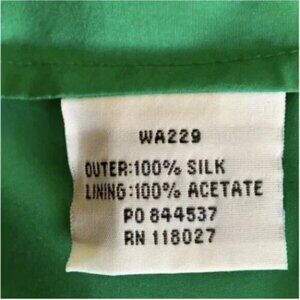 WA229
OUTER:100% SILK
LINING:100% ACETATE
PO 844537
RN 118027